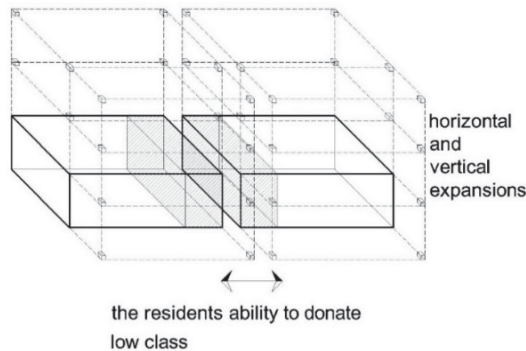 horizontal
and
vertical
expansions
the residents ability to donate
low class